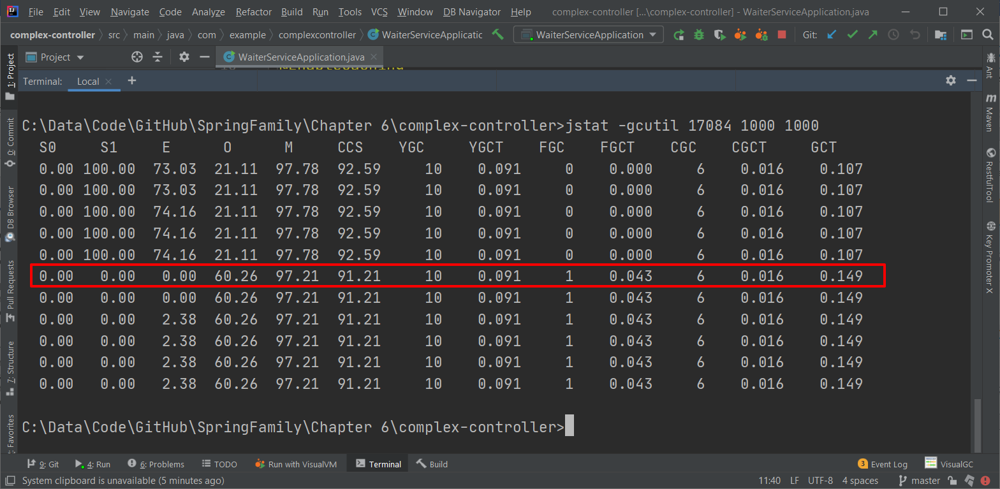 File Edit View Navigate Code Analyze Refactor Build Run Tools VCS Window DB Navigator Help complex-controller [...\complex-controller] - WaiterServiceApplication.java
complex-controller src main java com example complexcontroller WaiterServiceApplicatic WaiterServiceApplication Git:
Project WaiterServiceApplication.java
Terminal: Local
C:\Data\Code\GitHub\SpringFamily\Chapter 6\complex-controller>jstat -gcutil 17084 1000 1000
S0 S1 E O M CCS YGC YGCT FGC FGCT CGC CGCT GCT
0.00 100.00 73.03 21.11 97.78 92.59 10 0.091 0 0.000 6 0.016 0.107
0.00 100.00 73.03 21.11 97.78 92.59 10 0.091 0 0.000 6 0.016 0.107
0.00 100.00 74.16 21.11 97.78 92.59 10 0.091 0 0.000 6 0.016 0.107
0.00 100.00 74.16 21.11 97.78 92.59 10 0.091 0 0.000 6 0.016 0.107
0.00 100.00 74.16 21.11 97.78 92.59 10 0.091 0 0.000 6 0.016 0.107
0.00 0.00 0.00 60.26 97.21 91.21 10 0.091 1 0.043 6 0.016 0.149
0.00 0.00 0.00 60.26 97.21 91.21 10 0.091 1 0.043 6 0.016 0.149
0.00 0.00 2.38 60.26 97.21 91.21 10 0.091 1 0.043 6 0.016 0.149
0.00 0.00 2.38 60.26 97.21 91.21 10 0.091 1 0.043 6 0.016 0.149
0.00 0.00 2.38 60.26 97.21 91.21 10 0.091 1 0.043 6 0.016 0.149
0.00 0.00 2.38 60.26 97.21 91.21 10 0.091 1 0.043 6 0.016 0.149
C:\Data\Code\GitHub\SpringFamily\Chapter 6\complex-controller>
1: Project
0: Commit
DB Browser
Pull Requests
7: Structure
Favorites
Ant
m Maven
RestfulTool
Key Promoter X
9: Git 4: Run 6: Problems TODO Run with VisualVM Terminal Build 3 Event Log VisualGC
System clipboard is unavailable (5 minutes ago) 11:40 LF UTF-8 4 spaces master